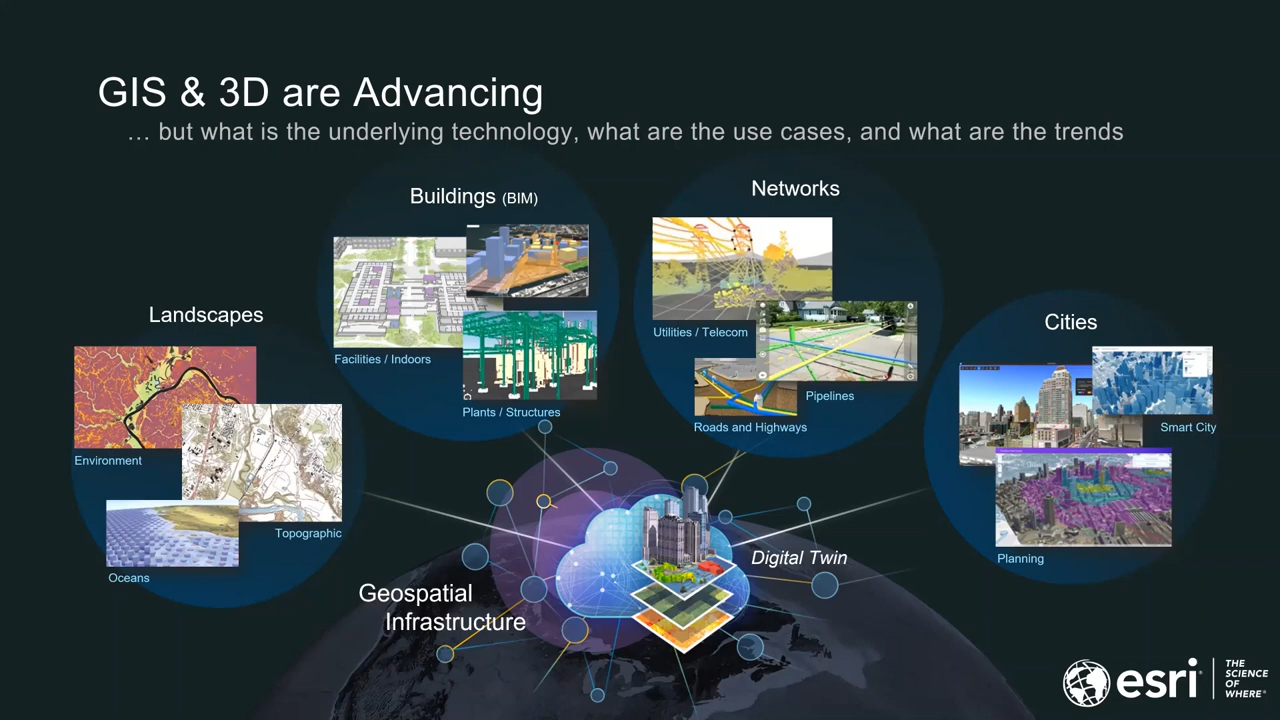 GIS & 3D are Advancing
… but what is the underlying technology, what are the use cases, and what are the trends
Landscapes
Environment
Topographic
Oceans
Buildings (BIM)
Facilities / Indoors
Plants / Structures
Networks
Utilities / Telecom
Pipelines
Roads and Highways
Cities
Smart City
Planning
Geospatial
Infrastructure
Digital Twin
esri
THE
SCIENCE
OF
WHERE®